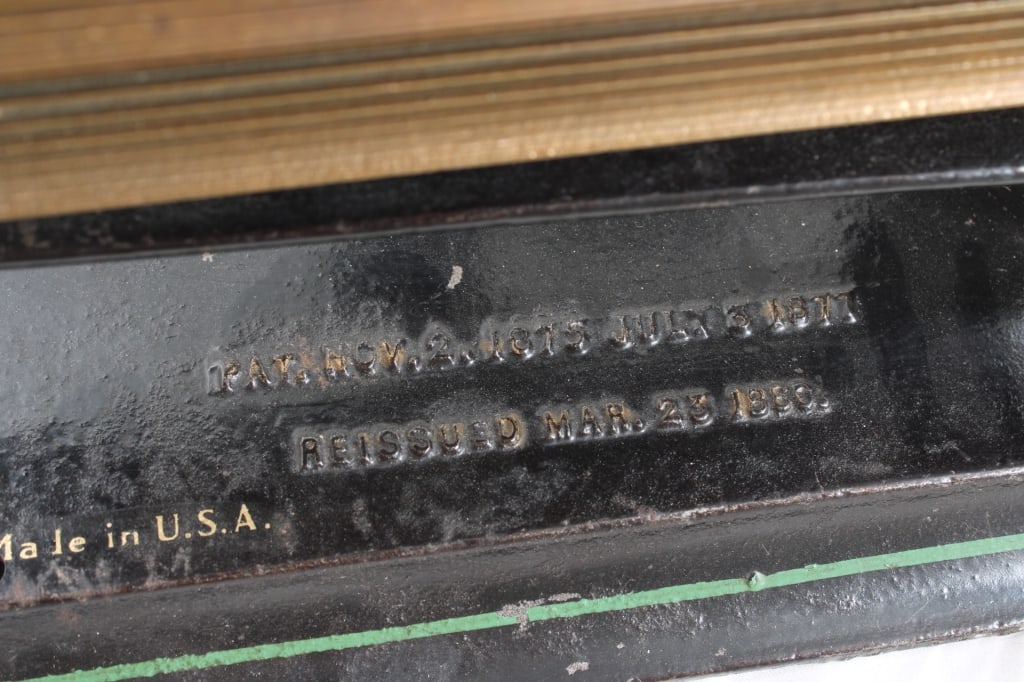 PAT. NOV. 2. 1875 JULY 3 1877
REISSUED MAR. 23 1880.
Made in U.S.A.